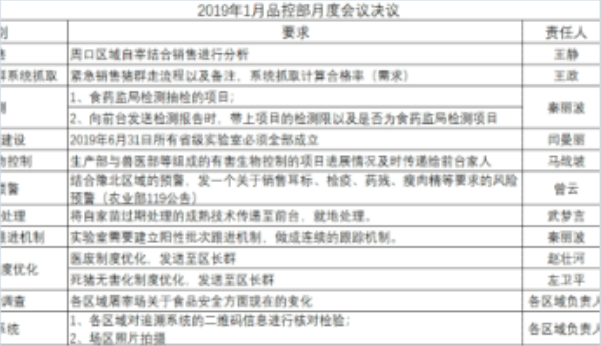 2019年1月品控部月度会议决议
别 要求 责任人
售 周口区域自宰结合销售进行分析 王静
群系统抓取 紧急销售猪群走流程以及备注，系统抓取计算合格率（需求） 王政
测 1、食药监局检测抽检的项目； 秦丽波
2、向前台发送检测报告时，带上项目的检测限以及是否为食药监局检测项目
建设 2019年6月31日所有省级实验室必须全部成立 闫曼丽
物控制 生产部与兽医部等组成的有害生物控制的项目进展情况及时传递给前台家人 马战坡
预警 结合豫北区域的预警，发一个关于销售耳标、检疫、药残、瘦肉精等要求的风险 曾云
预警（农业部119公告）
处理 将自家苗过期处理的成熟技术传递至前台，就地处理。 武梦言
跟进机制 实验室需要建立阳性批次跟进机制，做成连续的跟踪机制。 秦丽波
度优化 医废制度优化，发送至区长群 赵壮河
死猪无害化制度优化，发送至区长群 左卫平
调查 各区域屠宰场关于食品安全方面现在的变化 各区域负责人
系统 1、各区域对追溯系统的二维码信息进行核对检验； 各区域负责人
2、场区照片拍摄